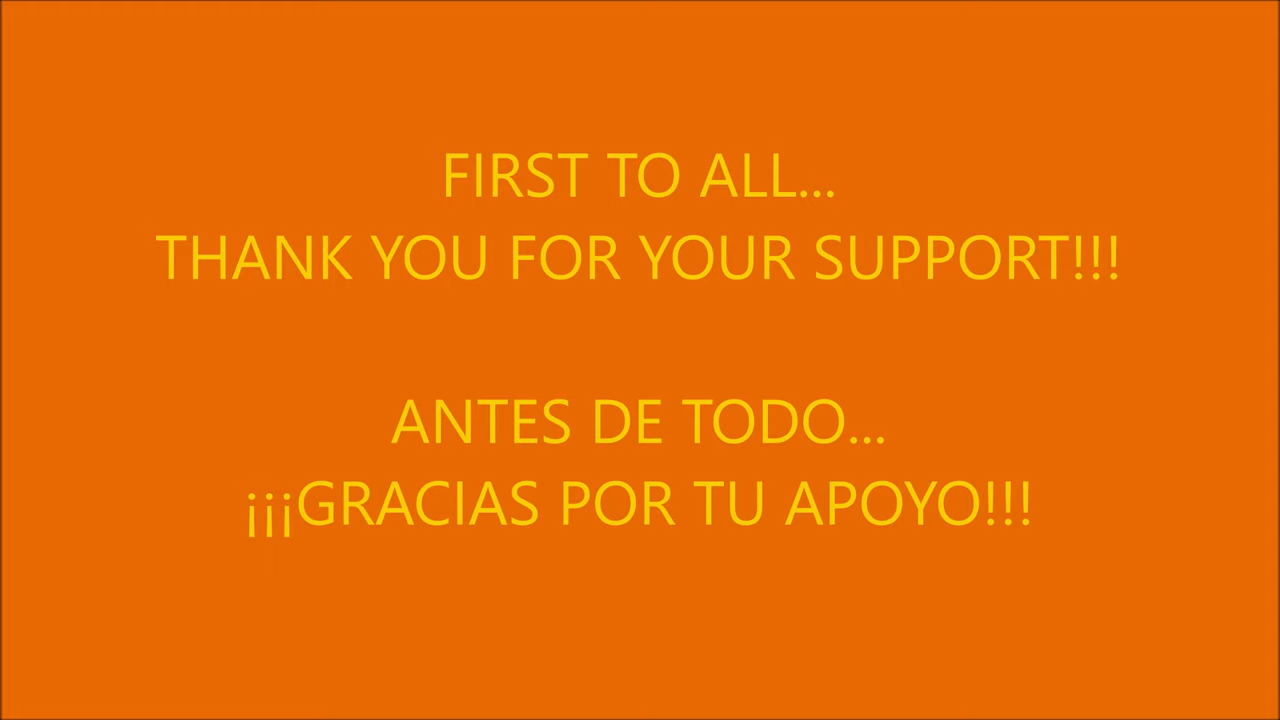 FIRST TO ALL...
THANK YOU FOR YOUR SUPPORT!!!
ANTES DE TODO...
¡¡¡GRACIAS POR TU APOYO!!!